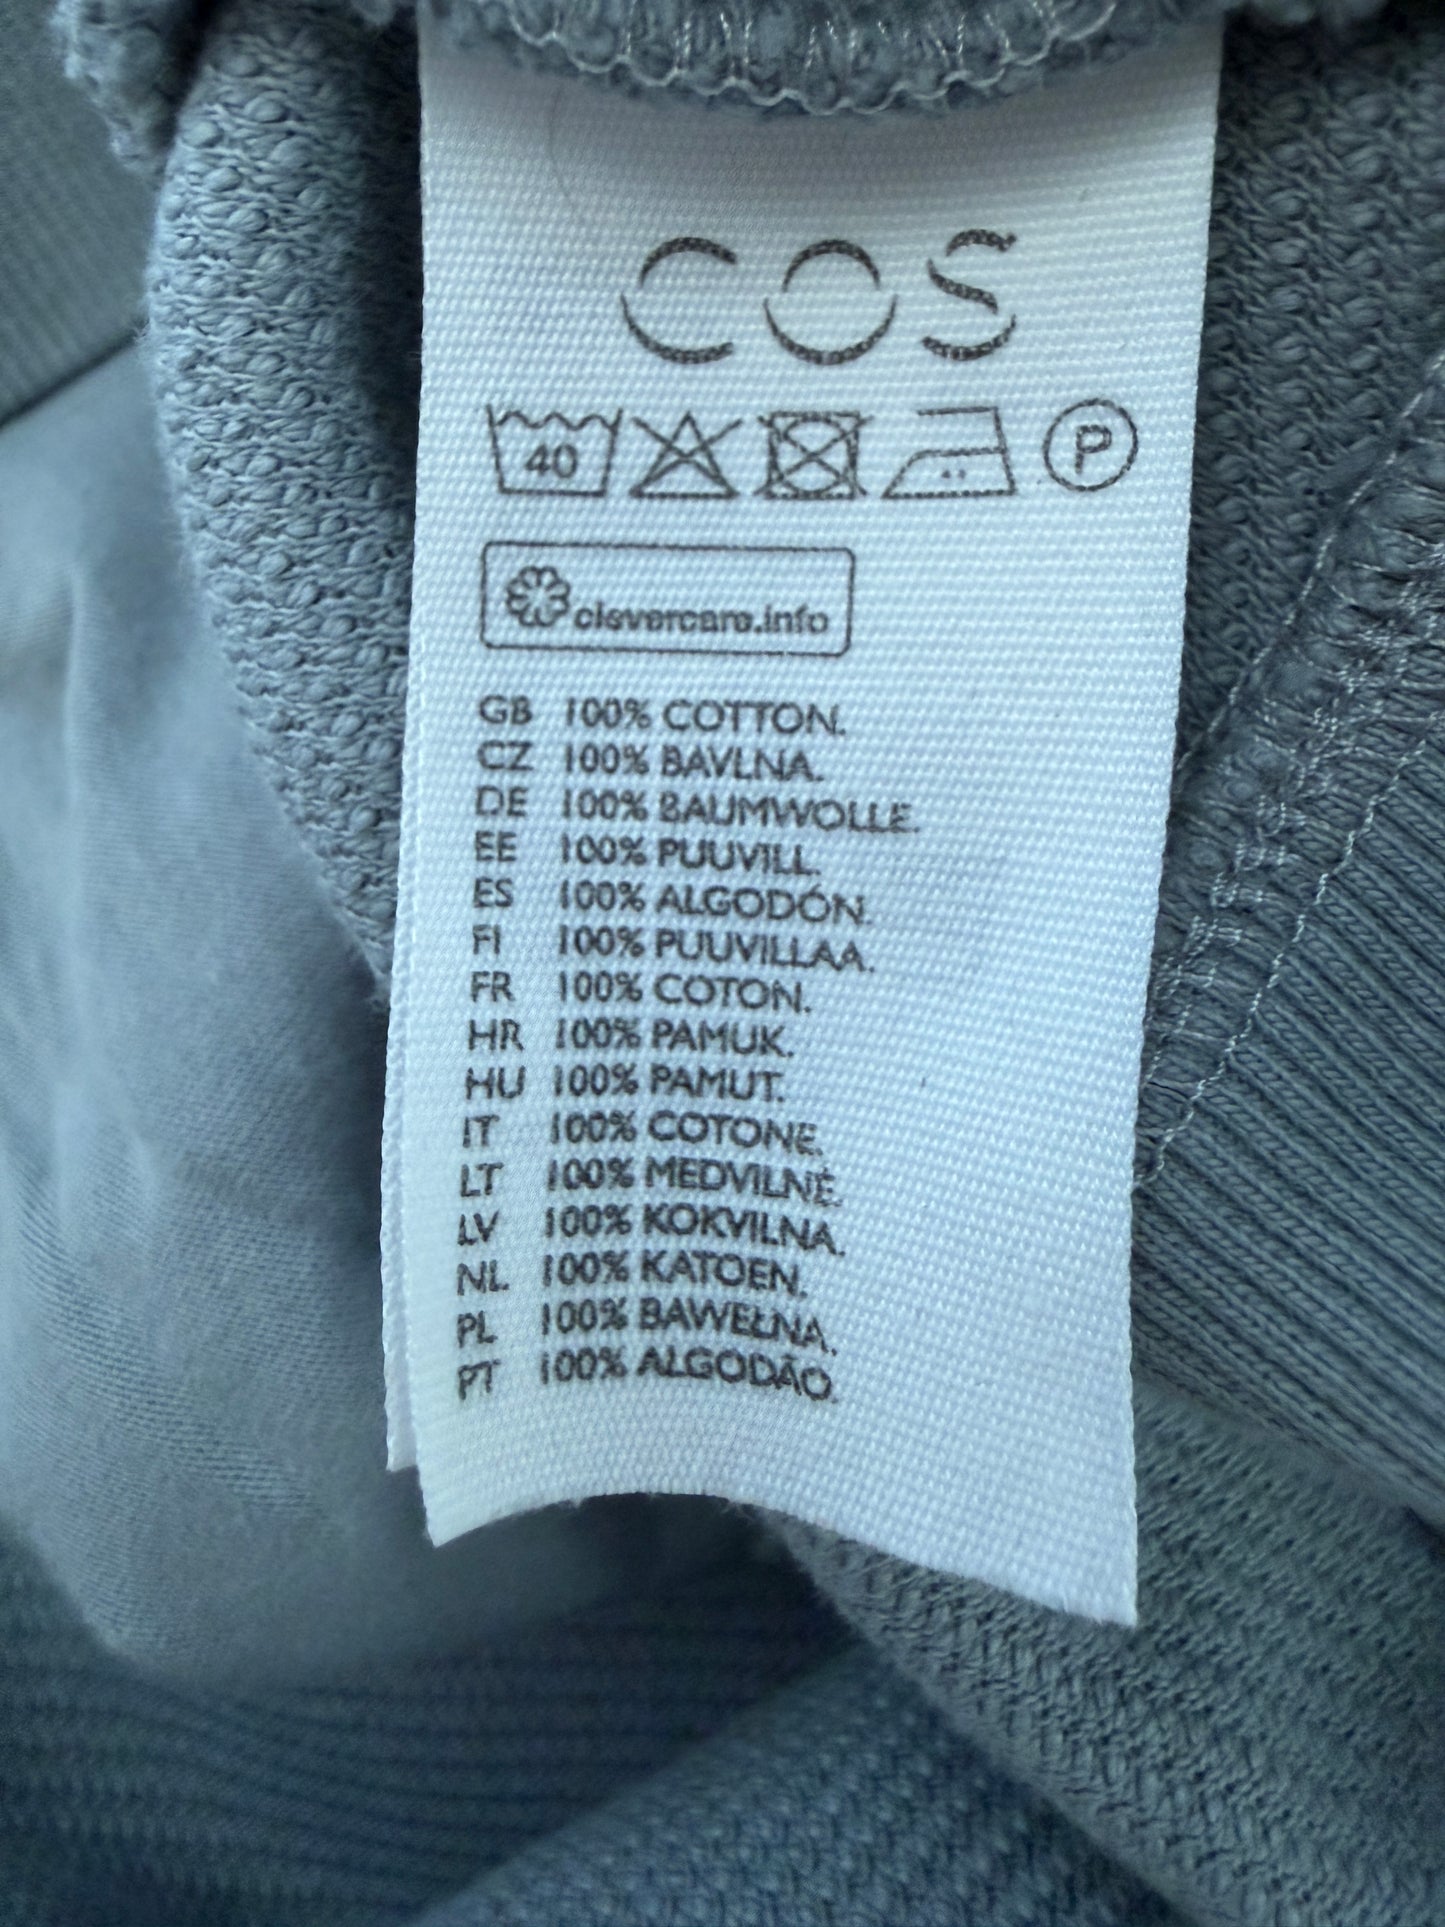 COS
40 P
clevercare.info
GB 100% COTTON.
CZ 100% BAVLNA.
DE 100% BAUMWOLLE.
EE 100% PUUVILL.
ES 100% ALGODÓN.
FI 100% PUUVILLAA.
FR 100% COTON.
HR 100% PAMUK.
HU 100% PAMUT.
IT 100% COTONE.
LT 100% MEDVILNĖ.
LV 100% KOKVILNA.
NL 100% KATOEN.
PL 100% BAWEŁNA.
PT 100% ALGODÃO.